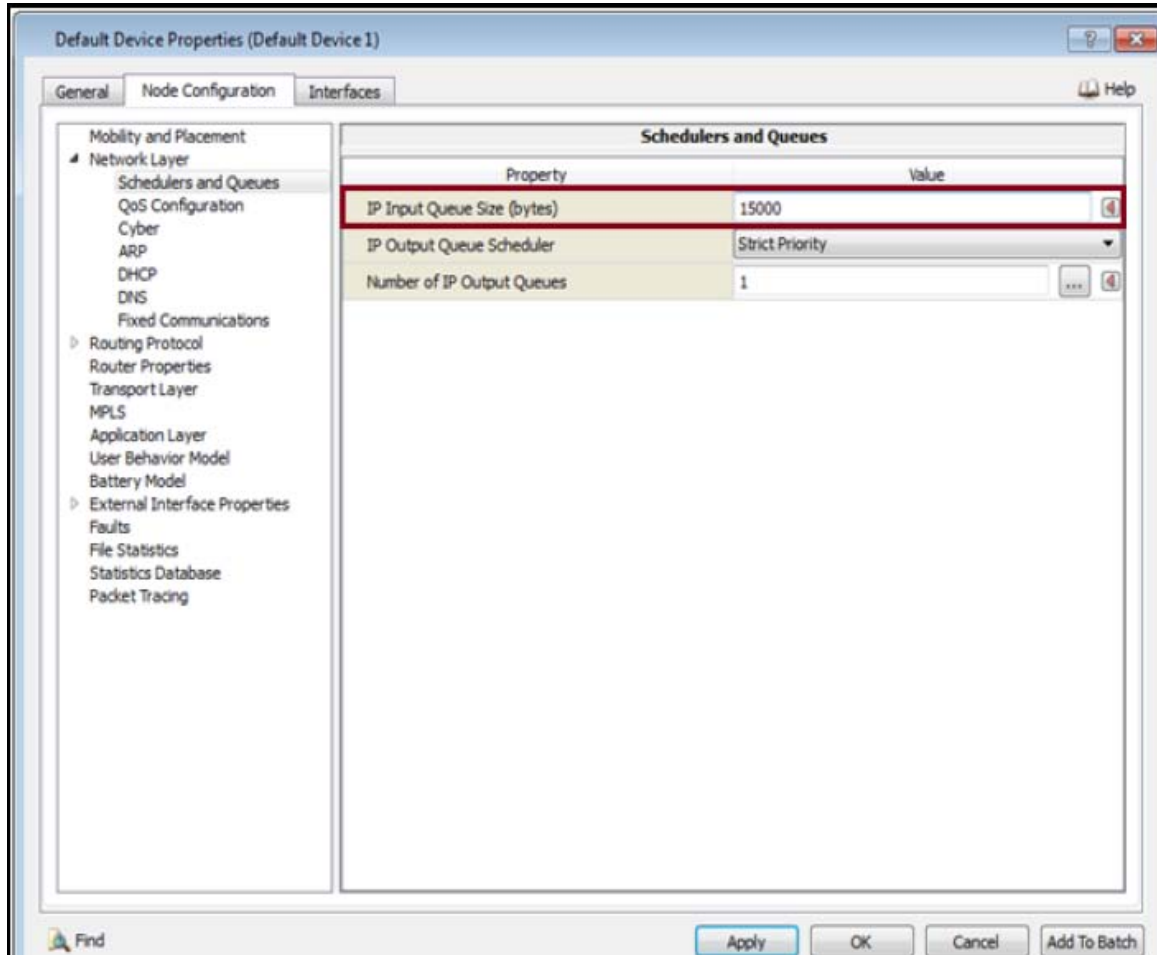 Default Device Properties (Default Device 1)
General
Node Configuration
Interfaces
Help
Mobility and Placement
Network Layer
Schedulers and Queues
QoS Configuration
Cyber
ARP
DHCP
DNS
Fixed Communications
Routing Protocol
Router Properties
Transport Layer
MPLS
Application Layer
User Behavior Model
Battery Model
External Interface Properties
Faults
File Statistics
Statistics Database
Packet Tracing
Schedulers and Queues
Property Value
IP Input Queue Size (bytes) 15000
IP Output Queue Scheduler Strict Priority
Number of IP Output Queues 1 ...
Find
Apply
OK
Cancel
Add To Batch